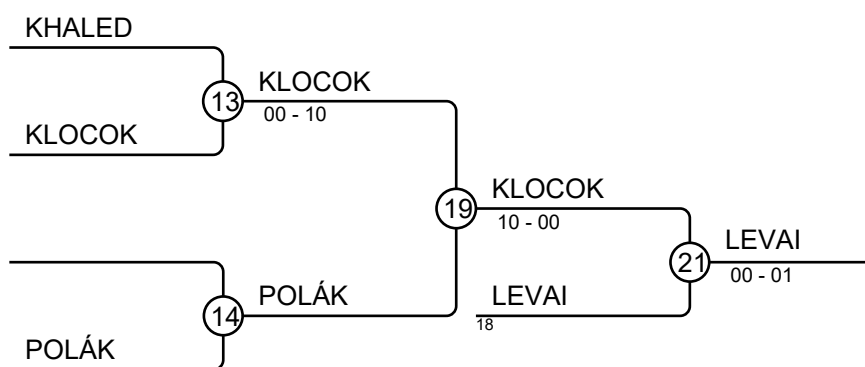 KHALED
KLOCOK
13
00 - 10
KLOCOK
KLOCOK
19
10 - 00
LEVAI
21
00 - 01
14
POLÁK
LEVAI
18
POLÁK